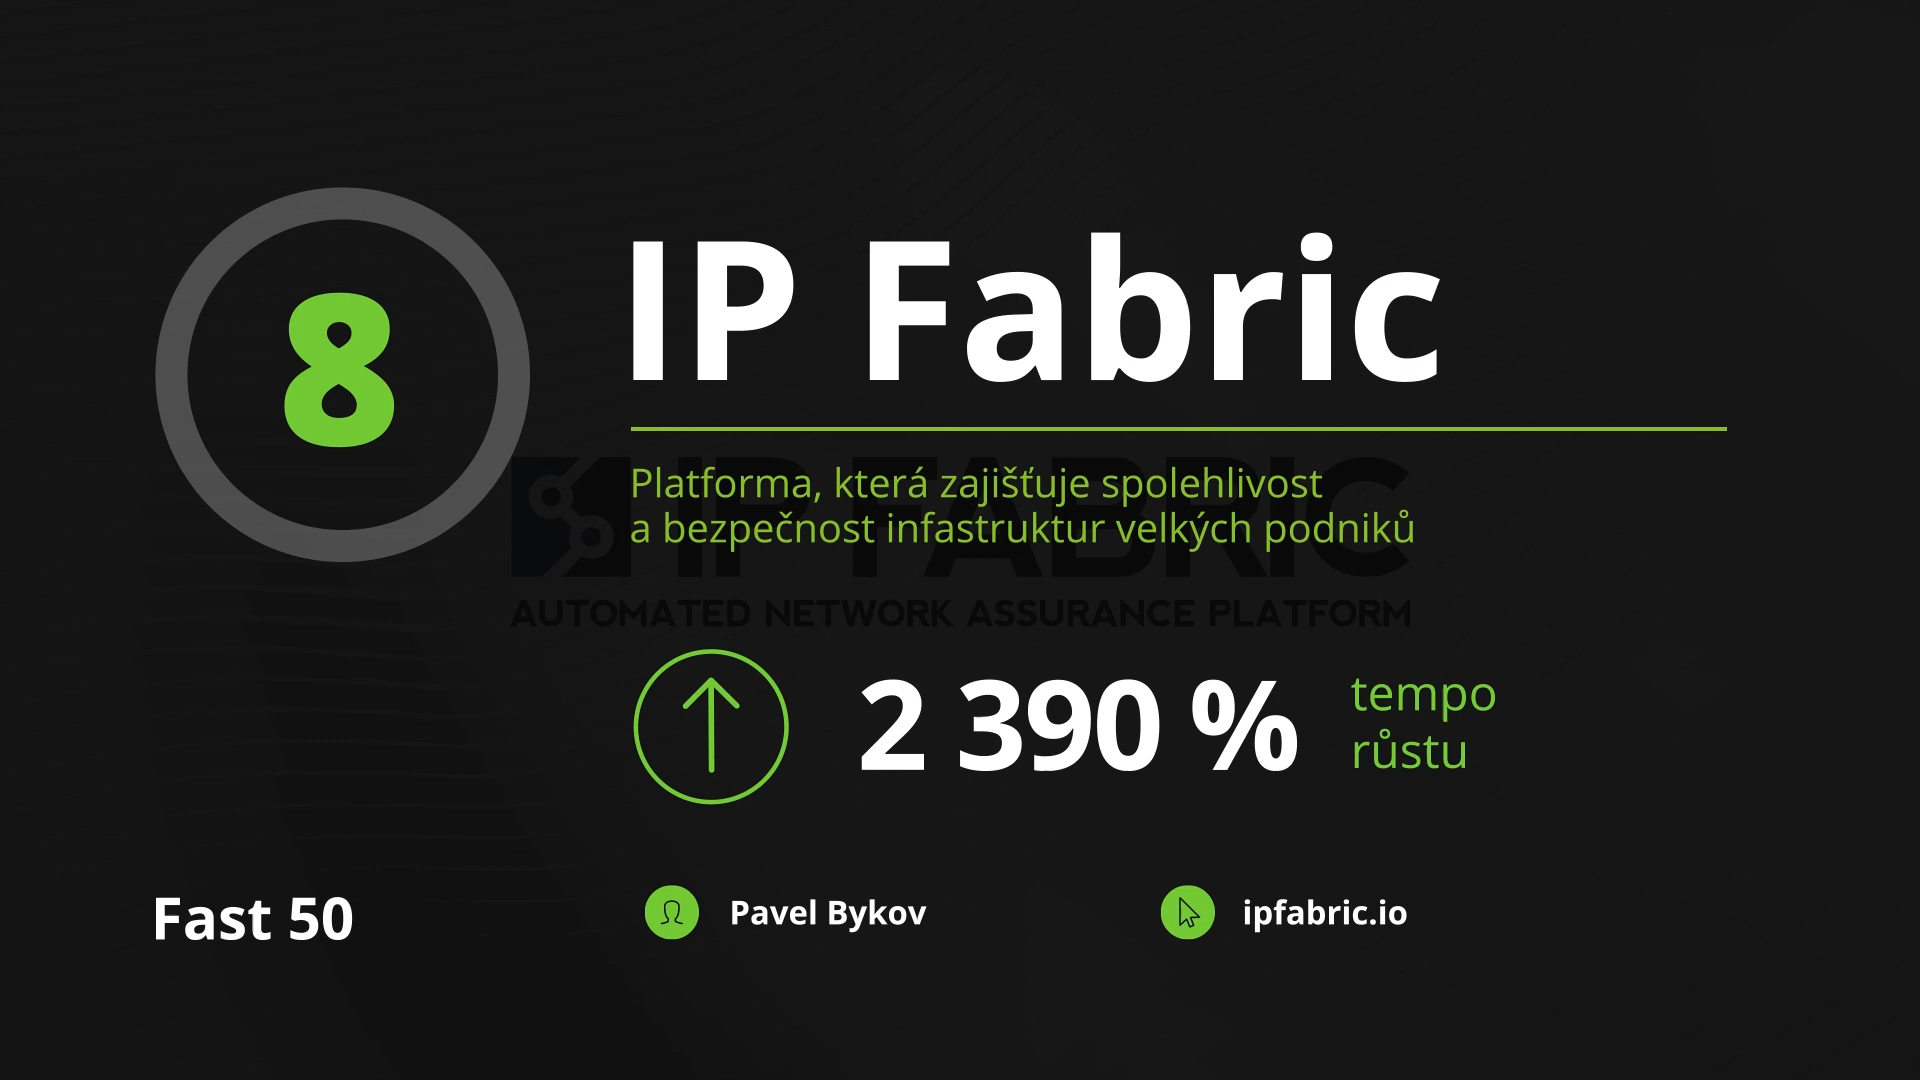 8
IP Fabric
Platforma, která zajišťuje spolehlivost
a bezpečnost infastruktur velkých podniků
IP FABRIC
AUTOMATED NETWORK ASSURANCE PLATFORM
2 390 %
tempo
růstu
Fast 50
Pavel Bykov
ipfabric.io